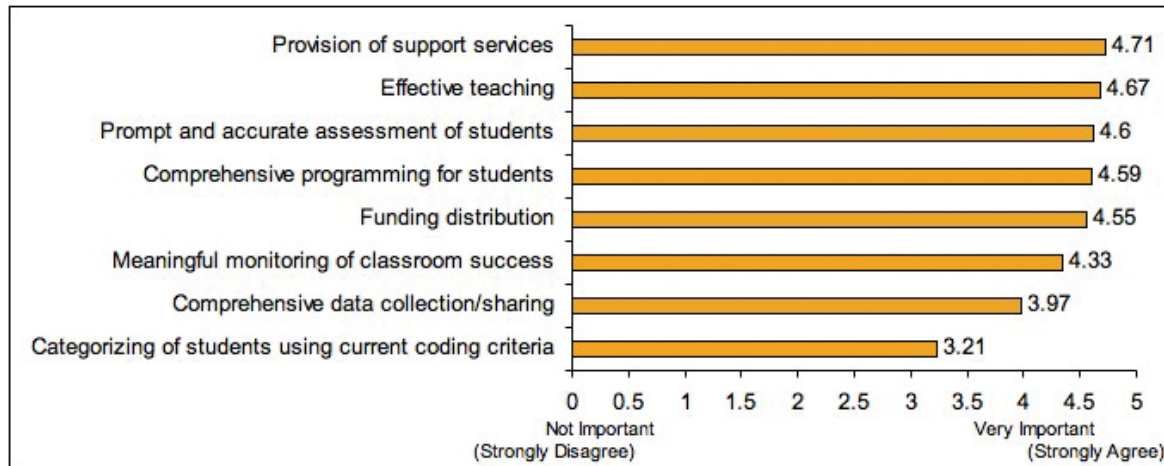 Provision of support services 4.71
Effective teaching 4.67
Prompt and accurate assessment of students 4.6
Comprehensive programming for students 4.59
Funding distribution 4.55
Meaningful monitoring of classroom success 4.33
Comprehensive data collection/sharing 3.97
Categorizing of students using current coding criteria 3.21
0 0.5 1 1.5 2 2.5 3 3.5 4 4.5 5
Not Important Very Important
(Strongly Disagree) (Strongly Agree)